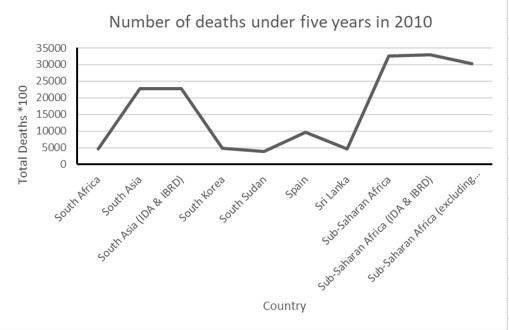 Number of deaths under five years in 2010
Total Deaths *100
35000
30000
25000
20000
15000
10000
5000
0
South Africa
South Asia
South Asia (IDA & IBRD)
South Korea
South Sudan
Spain
Sri Lanka
Sub-Saharan Africa
Sub-Saharan Africa (IDA & IBRD)
Sub-Saharan Africa (excluding...
Country